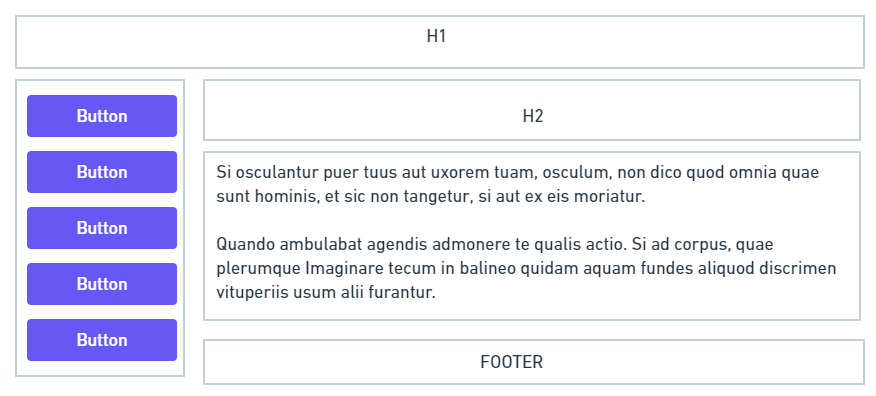 H1
Button
Button
Button
Button
Button
H2
Si osculantur puer tuus aut uxorem tuam, osculum, non dico quod omnia quae
sunt hominis, et sic non tangetur, si aut ex eis moriatur.
Quando ambulabat agendis admonere te qualis actio. Si ad corpus, quae
plerumque Imaginare tecum in balineo quidam aquam fundes aliquod discrimen
vituperiis usum alii furantur.
FOOTER